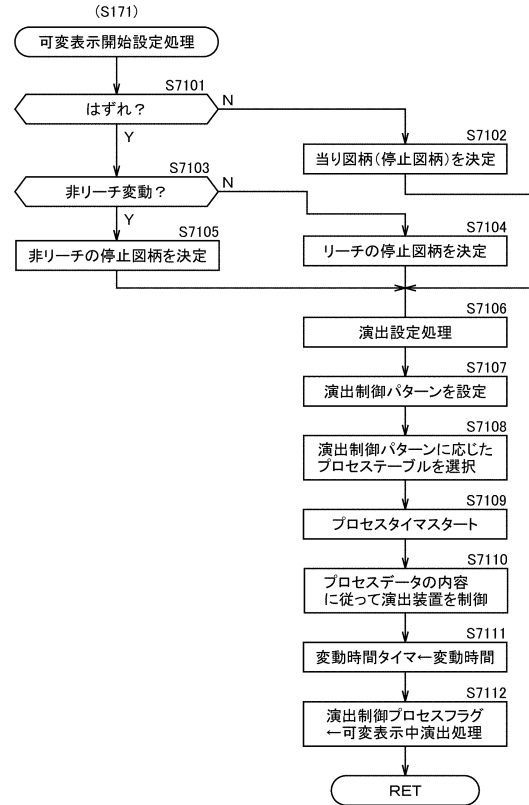 (S171)
可変表示開始設定処理
S7101
はずれ？
N
Y
S7102
当り図柄(停止図柄)を決定
S7103
非リーチ変動？
N
Y
S7105
非リーチの停止図柄を決定
S7104
リーチの停止図柄を決定
S7106
演出設定処理
S7107
演出制御パターンを設定
S7108
演出制御パターンに応じた
プロセステーブルを選択
S7109
プロセスタイマスタート
S7110
プロセスデータの内容
に従って演出装置を制御
S7111
変動時間タイマ←変動時間
S7112
演出制御プロセスフラグ
←可変表示中演出処理
RET